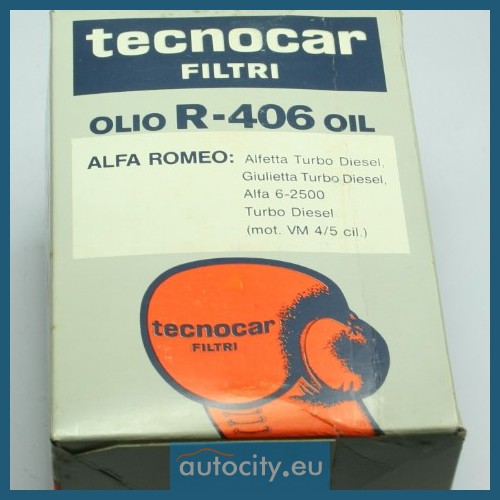 tecnocar
FILTRI
OLIO R-406 OIL
ALFA ROMEO: Alfetta Turbo Diesel,
Giulietta Turbo Diesel,
Alfa 6-2500
Turbo Diesel
(mot. VM 4/5 cil.)
tecnocar
FILTRI
autocity.eu